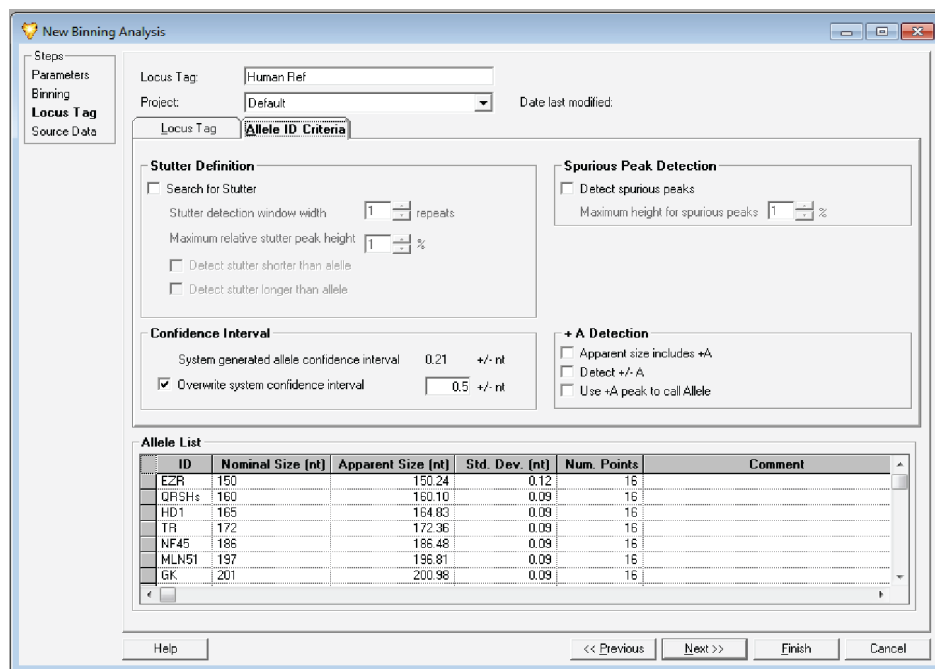 New Binning Analysis
Steps
Parameters
Binning
Locus Tag
Source Data
Locus Tag: Human Ref
Project: Default Date last modified:
Locus Tag Allele ID Criteria
Stutter Definition
Search for Stutter
Stutter detection window width 1 repeats
Maximum relative stutter peak height 1 %
Detect stutter shorter than alelle
Detect stutter longer than allele
Spurious Peak Detection
Detect spurious peaks
Maximum height for spurious peaks 1 %
Confidence Interval
System generated allele confidence interval 0.21 +/- nt
Overwrite system confidence interval 0.5 +/- nt
+ A Detection
Apparent size includes +A
Detect +/- A
Use +A peak to call Allele
Allele List
ID Nominal Size (nt) Apparent Size (nt) Std. Dev. (nt) Num. Points Comment
EZR 150 150.24 0.12 16
QRSHs 160 160.10 0.09 16
HD1 165 164.83 0.09 16
TR 172 172.36 0.09 16
NF45 186 186.48 0.09 16
MLN51 197 196.81 0.09 16
GK 201 200.98 0.09 16
Help << Previous Next >> Finish Cancel